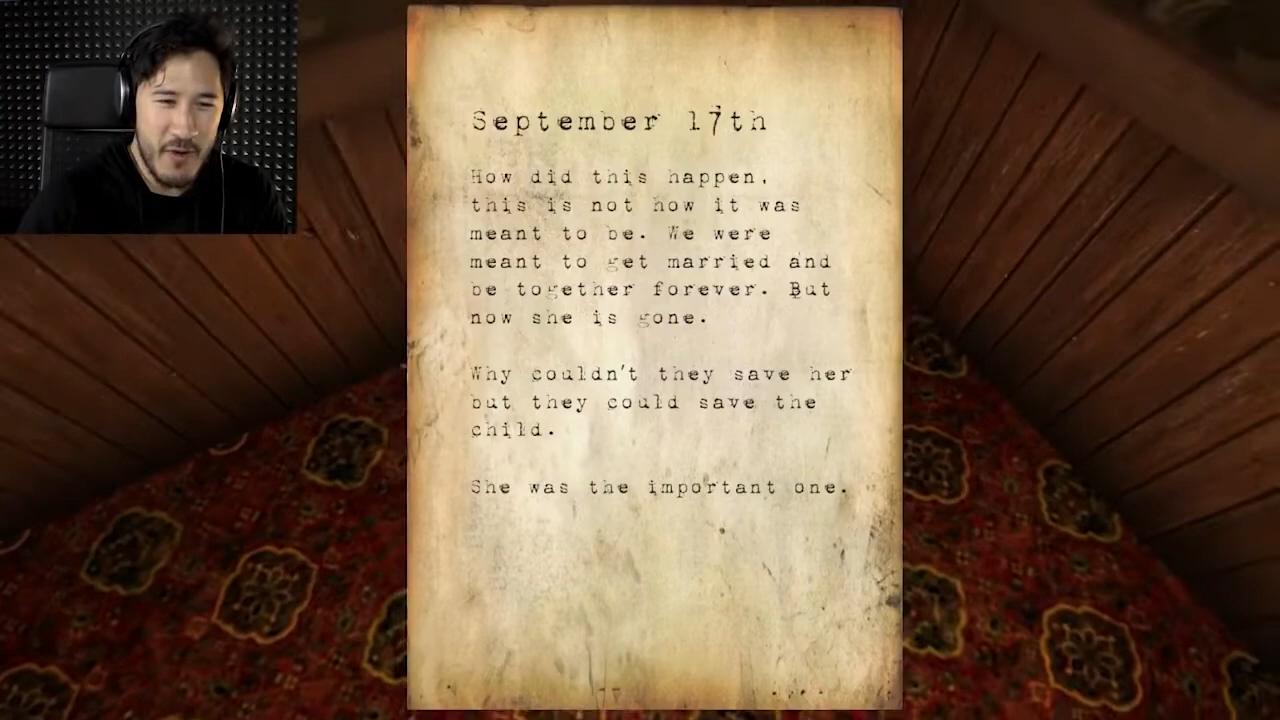 September 17th
How did this happen,
this is not how it was
meant to be. We were
meant to get married and
be together forever. But
now she is gone.
Why couldn't they save her
but they could save the
child.
She was the important one.